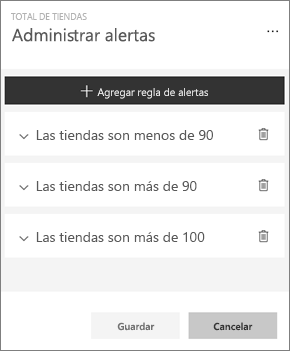 TOTAL DE TIENDAS
Administrar alertas
Agregar regla de alertas
Las tiendas son menos de 90
Las tiendas son más de 90
Las tiendas son más de 100
Guardar
Cancelar